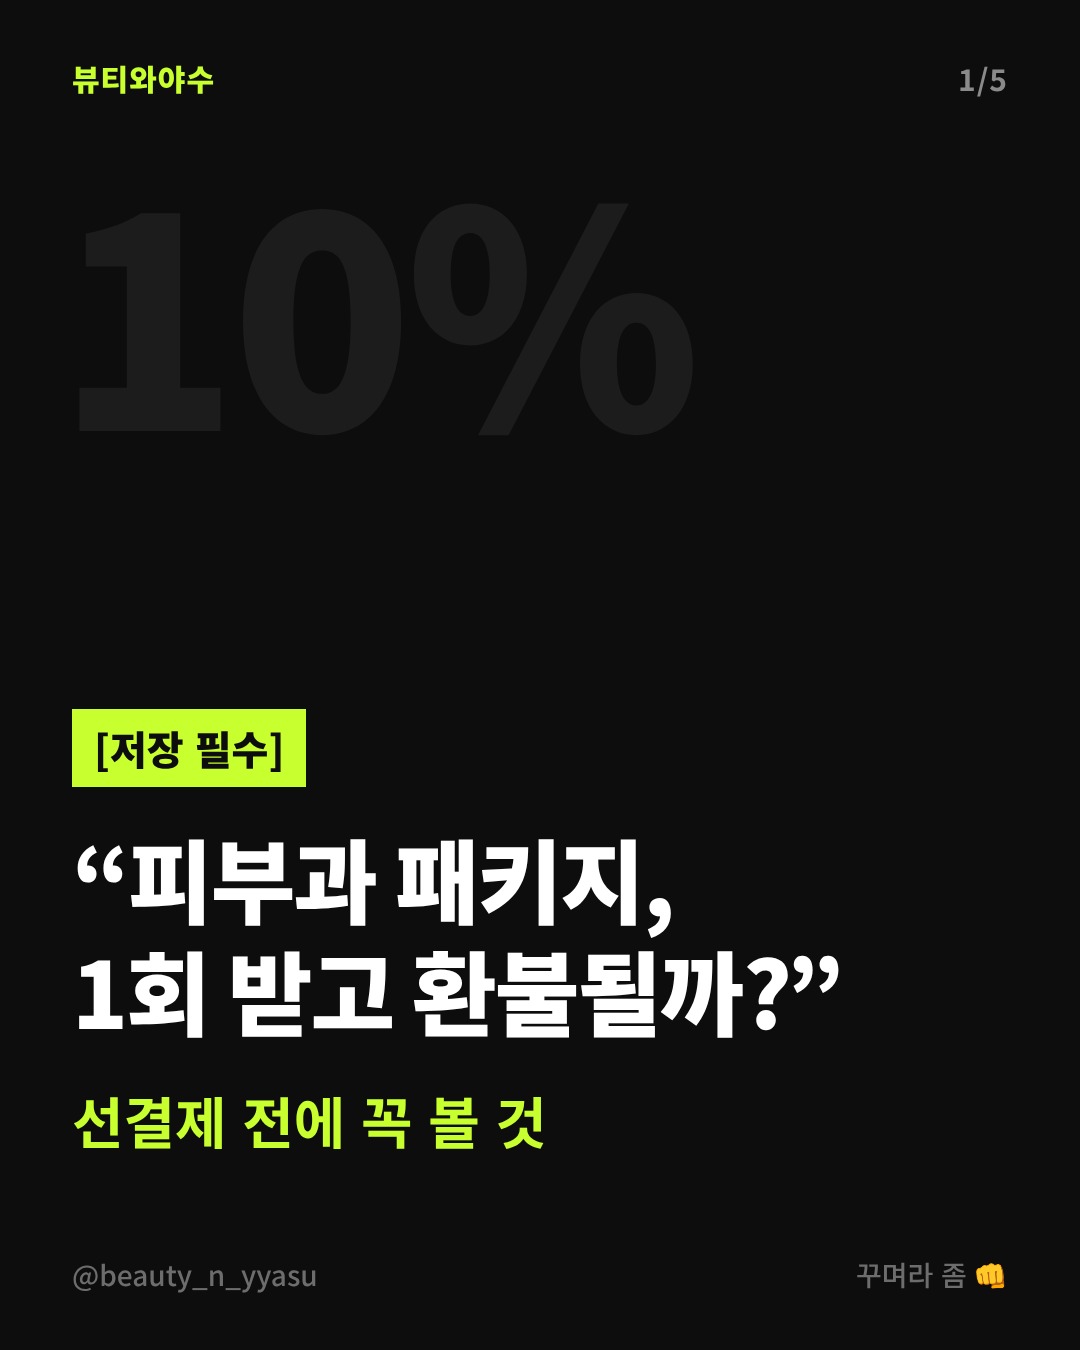 뷰티와야수
1/5
10%
[저장 필수]
“피부과 패키지,
1회 받고 환불될까?”
선결제 전에 꼭 볼 것
@beauty_n_yyasu
꾸며라 좀 👊